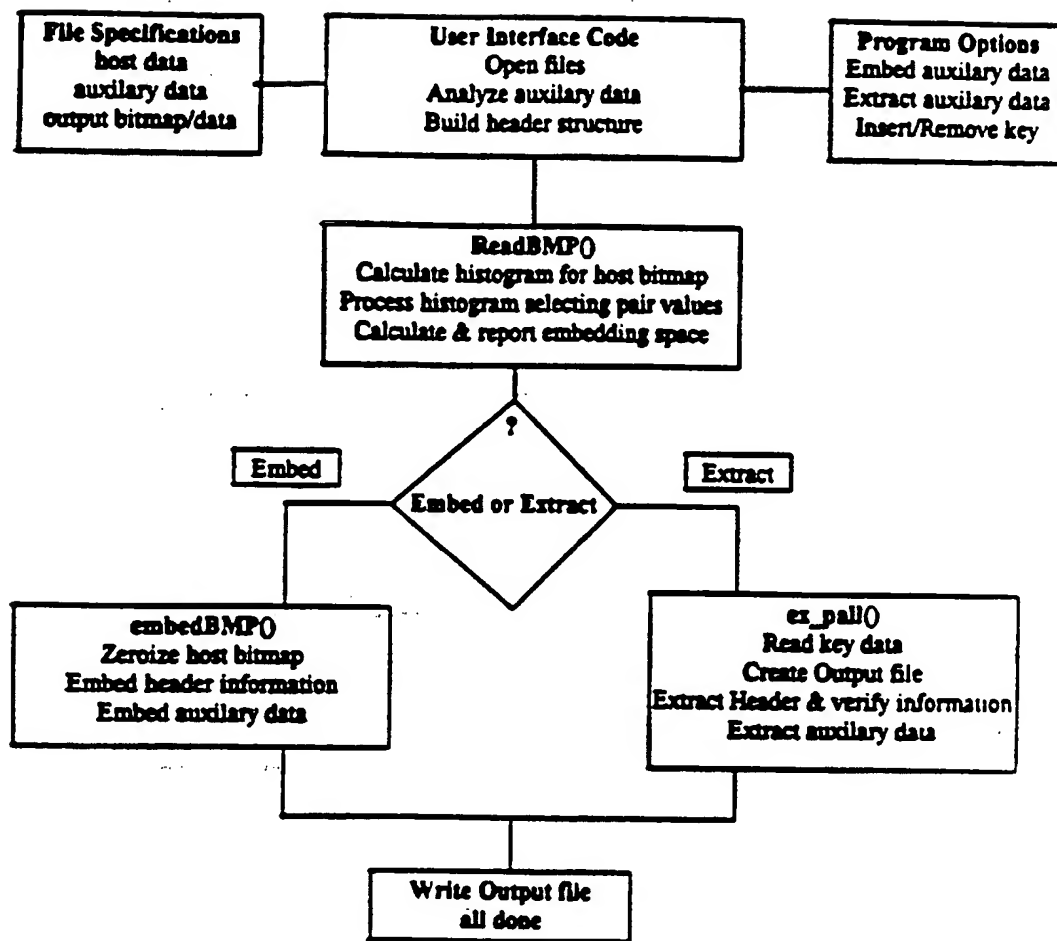 File Specifications
host data
auxilary data
output bitmap/data
User Interface Code
Open files
Analyze auxilary data
Build header structure
Program Options
Embed auxilary data
Extract auxilary data
Insert/Remove key
ReadBMP()
Calculate histogram for host bitmap
Process histogram selecting pair values
Calculate & report embedding space
?
Embed or Extract
Embed
Extract
embedBMP()
Zeroize host bitmap
Embed header information
Embed auxilary data
ex_pall()
Read key data
Create Output file
Extract Header & verify information
Extract auxilary data
Write Output file
all done